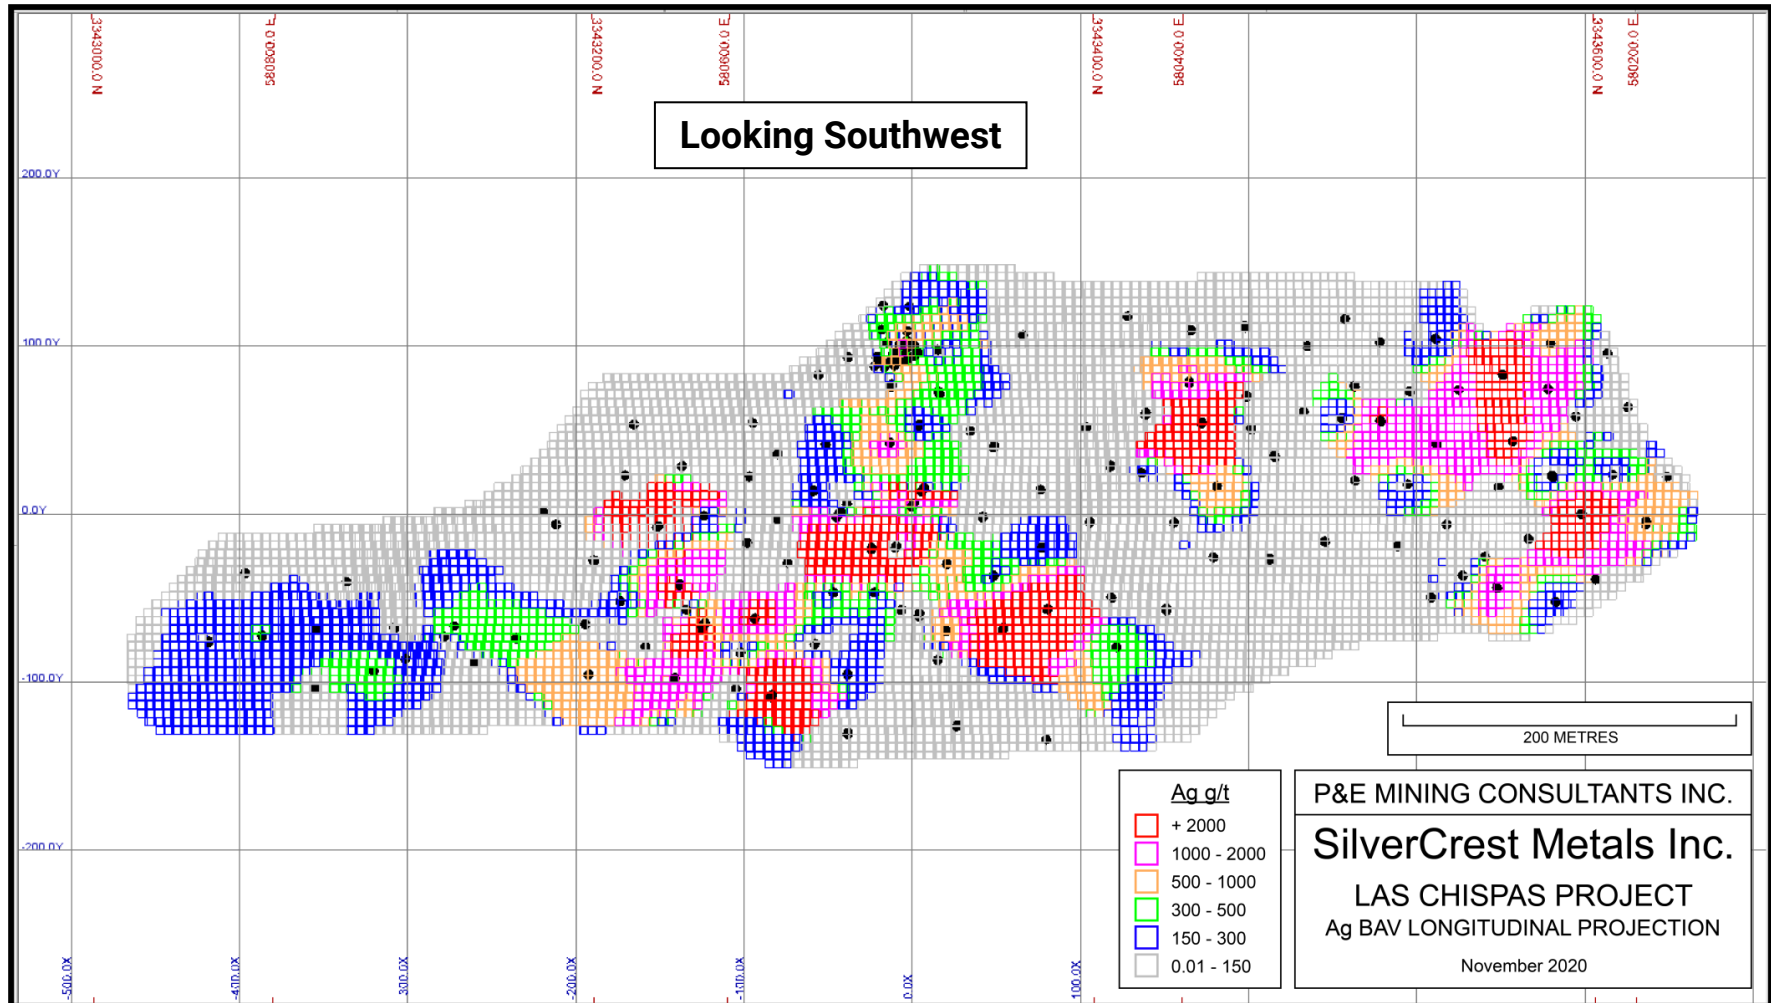 3343000.0 N
580800.0 E
3343200.0 N
580600.0 E
3343400.0 N
580400.0 E
3343600.0 N
580200.0 E
Looking Southwest
200.0Y
100.0Y
0.0Y
-100.0Y
-200.0Y
200 METRES
Ag g/t
+ 2000
1000 - 2000
500 - 1000
300 - 500
150 - 300
0.01 - 150
P&E MINING CONSULTANTS INC.
SilverCrest Metals Inc.
LAS CHISPAS PROJECT
Ag BAV LONGITUDINAL PROJECTION
November 2020
-500.0X
-400.0X
-300.0X
-200.0X
-100.0X
0.0X
100.0X